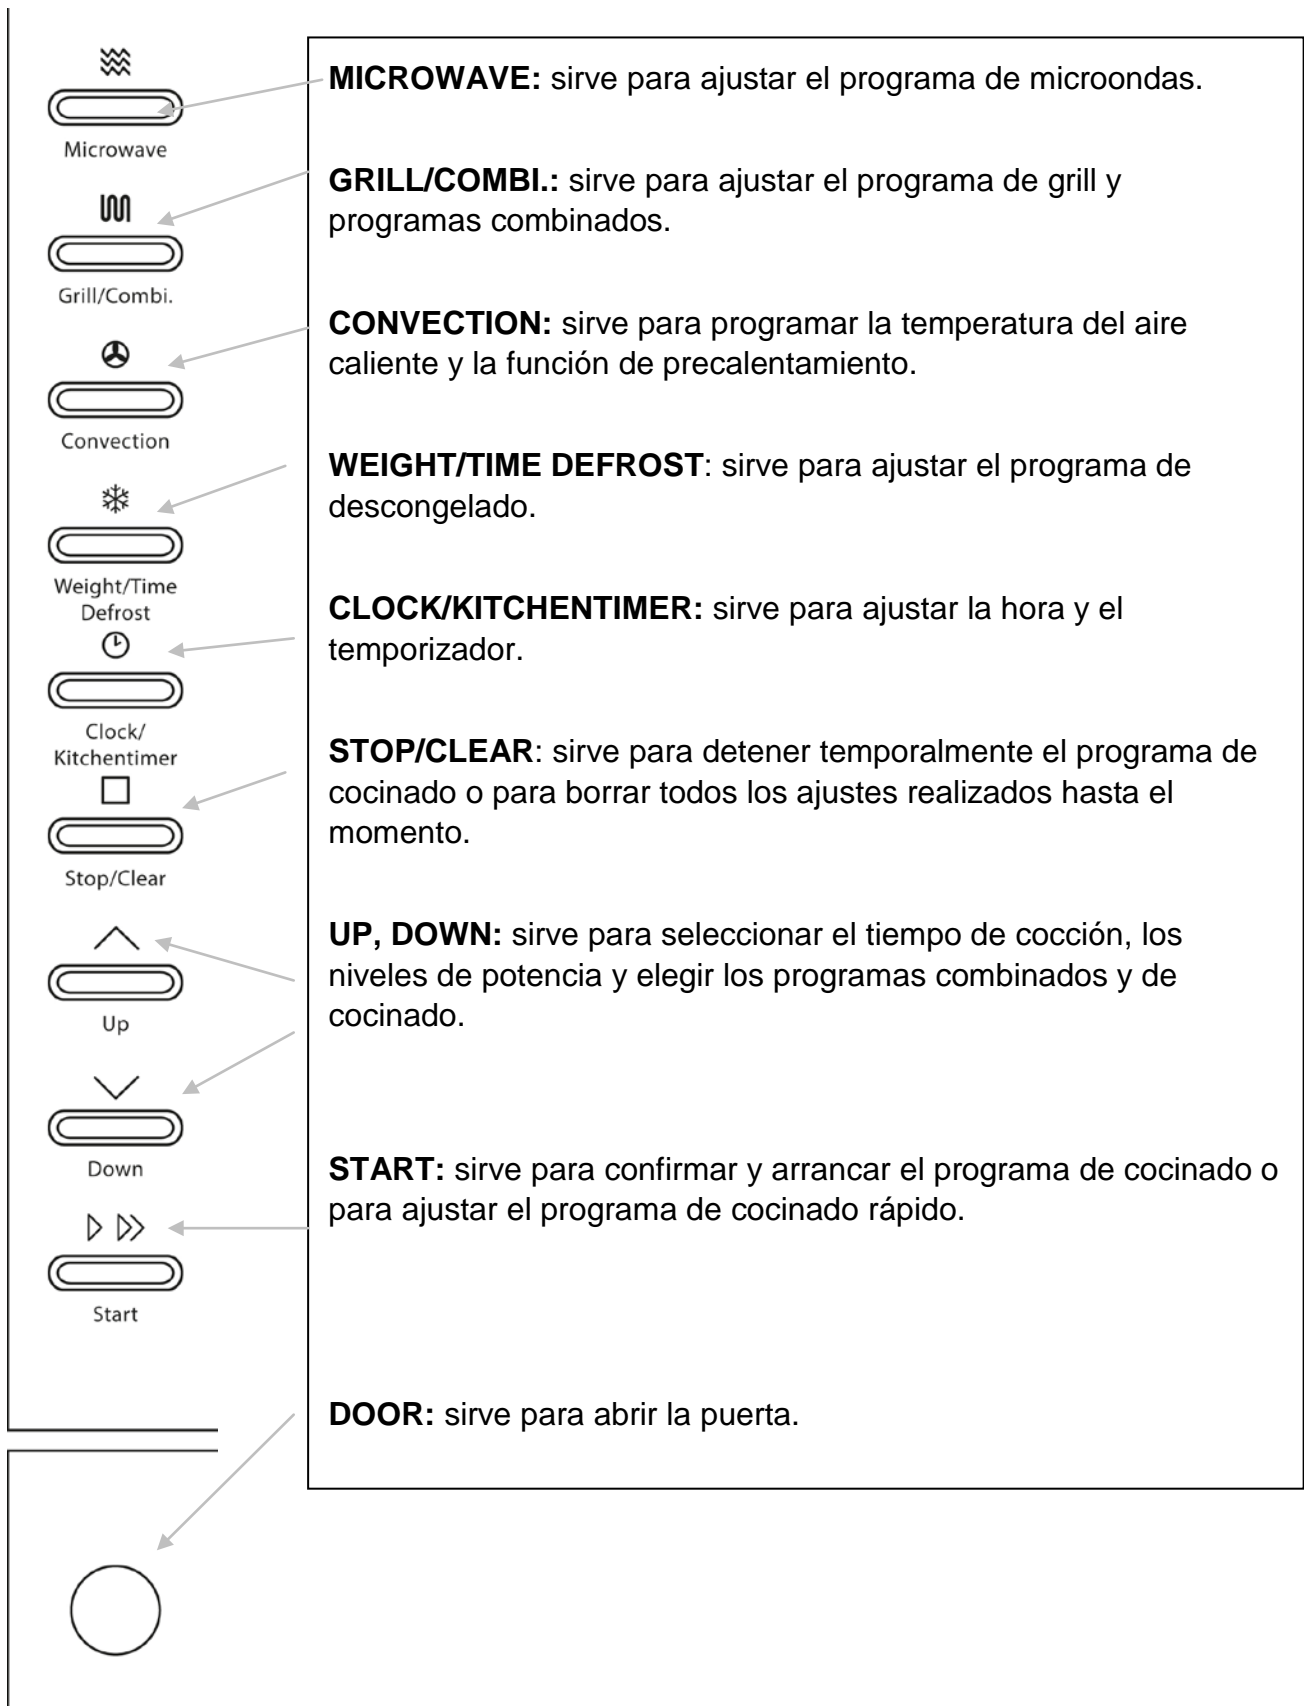 Microwave
MICROWAVE: sirve para ajustar el programa de microondas.
Grill/Combi.
GRILL/COMBI.: sirve para ajustar el programa de grill y
programas combinados.
Convection
CONVECTION: sirve para programar la temperatura del aire
caliente y la función de precalentamiento.
Weight/Time
Defrost
WEIGHT/TIME DEFROST: sirve para ajustar el programa de
descongelado.
Clock/
Kitchentimer
CLOCK/KITCHENTIMER: sirve para ajustar la hora y el
temporizador.
Stop/Clear
STOP/CLEAR: sirve para detener temporalmente el programa de
cocinado o para borrar todos los ajustes realizados hasta el
momento.
Up
Down
UP, DOWN: sirve para seleccionar el tiempo de cocción, los
niveles de potencia y elegir los programas combinados y de
cocinado.
Start
START: sirve para confirmar y arrancar el programa de cocinado o
para ajustar el programa de cocinado rápido.
DOOR: sirve para abrir la puerta.